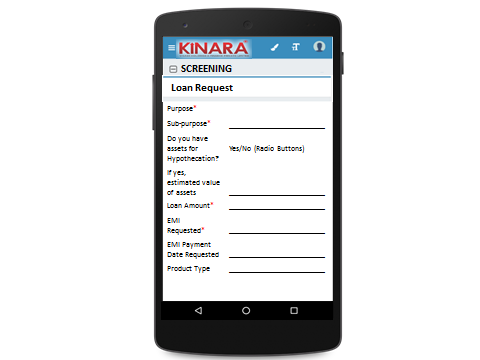 KINARA
SCREENING
Loan Request
Purpose*
Sub-purpose*
Do you have
assets for
Hypothecation?
Yes/No (Radio Buttons)
If yes,
estimated value
of assets
Loan Amount*
EMI
Requested*
EMI Payment
Date Requested
Product Type